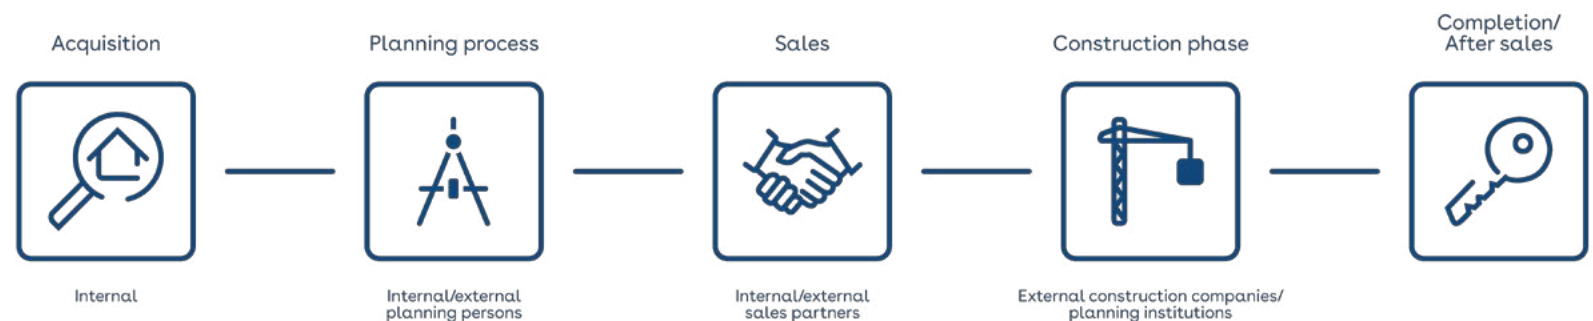 Acquisition
Planning process
Sales
Construction phase
Completion/
After sales
Internal
Internal/external
planning persons
Internal/external
sales partners
External construction companies/
planning institutions